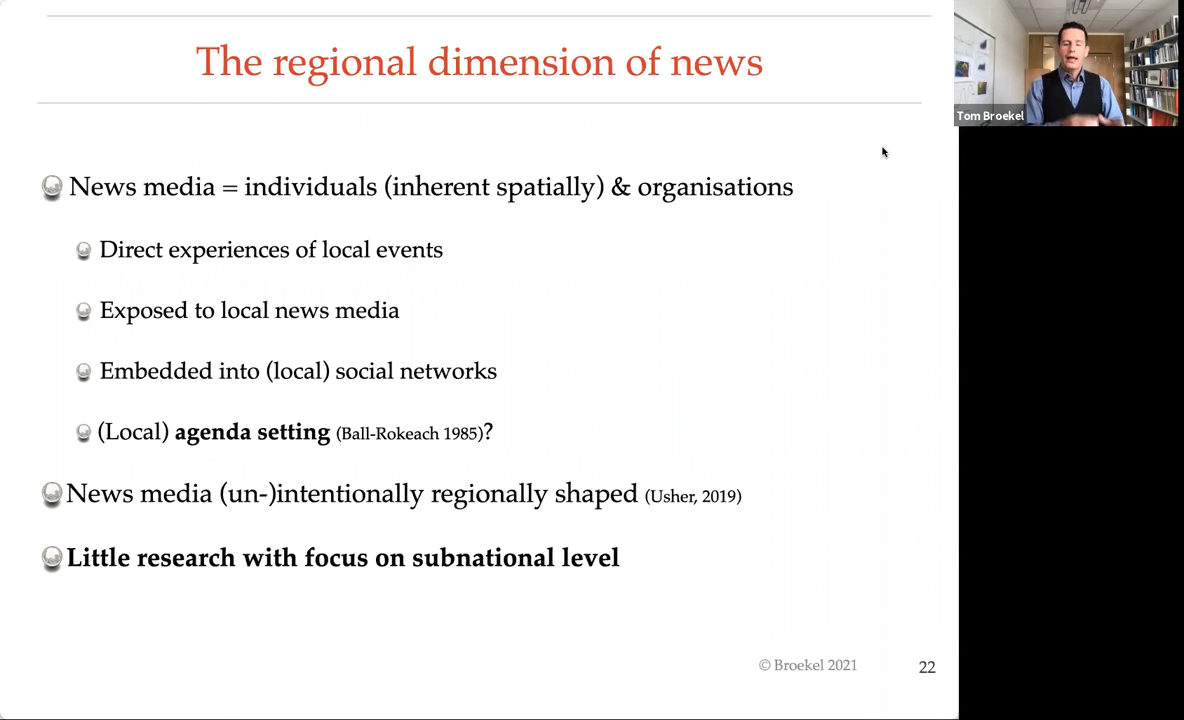 The regional dimension of news
Tom Broekel
News media = individuals (inherent spatially) & organisations
Direct experiences of local events
Exposed to local news media
Embedded into (local) social networks
(Local) agenda setting (Ball-Rokeach 1985)?
News media (un-)intentionally regionally shaped (Usher, 2019)
Little research with focus on subnational level
© Broekel 2021
22